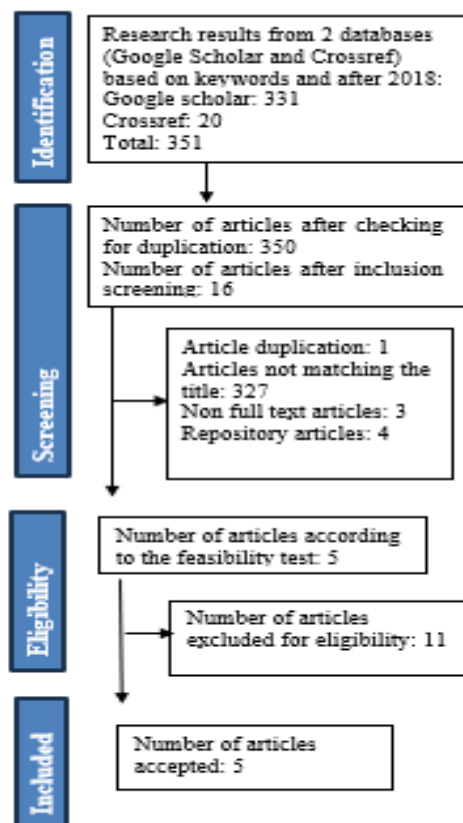 Identification
Research results from 2 databases
(Google Scholar and Crossref)
based on keywords and after 2018:
Google scholar: 331
Crossref: 20
Total: 351
Screening
Number of articles after checking
for duplication: 350
Number of articles after inclusion
screening: 16
Article duplication: 1
Articles not matching the
title: 327
Non full text articles: 3
Repository articles: 4
Eligibility
Number of articles according
to the feasibility test: 5
Number of articles
excluded for eligibility: 11
Included
Number of articles
accepted: 5